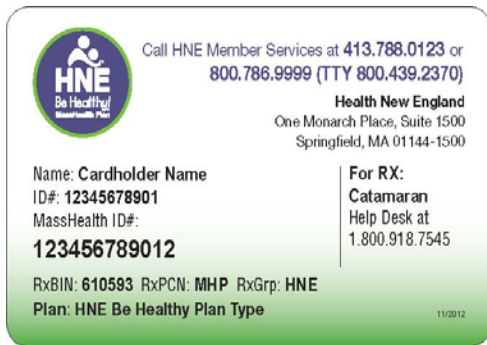 HNE
Be Healthy!
MassHealth Plan
Call HNE Member Services at 413.788.0123 or
800.786.9999 (TTY 800.439.2370)
Health New England
One Monarch Place, Suite 1500
Springfield, MA 01144-1500
Name: Cardholder Name
ID#: 12345678901
MassHealth ID#:
123456789012
For RX:
Catamaran
Help Desk at
1.800.918.7545
RxBIN: 610593 RxPCN: MHP RxGrp: HNE
Plan: HNE Be Healthy Plan Type
11/2012